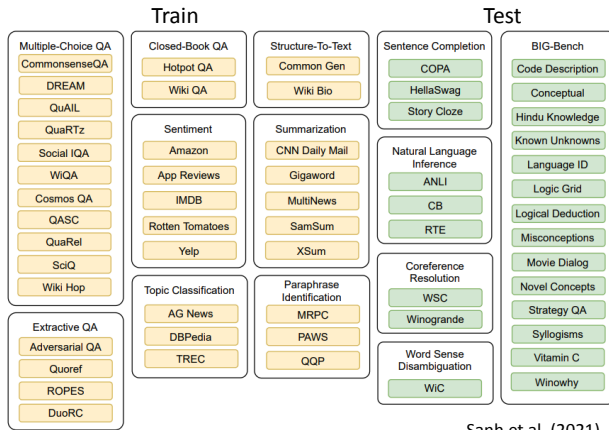 Train
Test
Multiple-Choice QA
CommonsenseQA
DREAM
QuAIL
QuaRTz
Social IQA
WiQA
Cosmos QA
QASC
QuaRel
SciQ
Wiki Hop
Extractive QA
Adversarial QA
Quoref
ROPES
DuoRC
Closed-Book QA
Hotpot QA
Wiki QA
Sentiment
Amazon
App Reviews
IMDB
Rotten Tomatoes
Yelp
Topic Classification
AG News
DBPedia
TREC
Structure-To-Text
Common Gen
Wiki Bio
Summarization
CNN Daily Mail
Gigaword
MultiNews
SamSum
XSum
Paraphrase
Identification
MRPC
PAWS
QQP
Sentence Completion
COPA
HellaSwag
Story Cloze
Natural Language
Inference
ANLI
CB
RTE
Coreference
Resolution
WSC
Winogrande
Word Sense
Disambiguation
WiC
BIG-Bench
Code Description
Conceptual
Hindu Knowledge
Known Unknowns
Language ID
Logic Grid
Logical Deduction
Misconceptions
Movie Dialog
Novel Concepts
Strategy QA
Syllogisms
Vitamin C
Winowhy
Sanh et al. (2021)